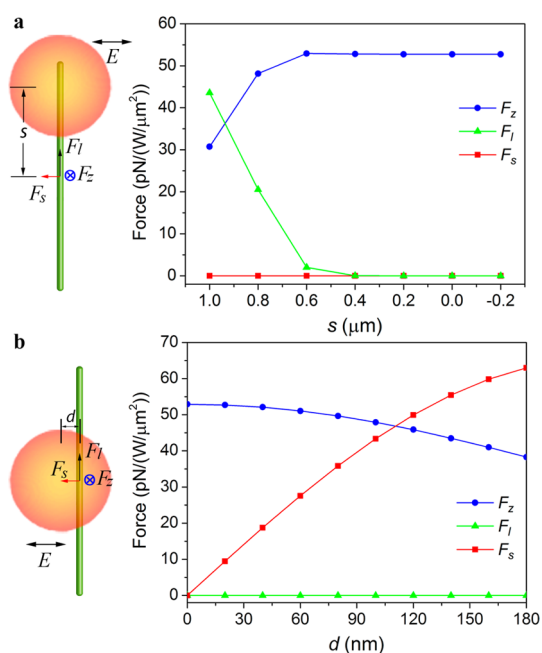 a
E
s
F_l
F_s
F_z
Force (pN/(W/μm²))
60
50
40
30
20
10
0
F_z
F_l
F_s
1.0 0.8 0.6 0.4 0.2 0.0 -0.2
s (μm)
b
d
F_l
F_s
F_z
E
Force (pN/(W/μm²))
70
60
50
40
30
20
10
0
F_z
F_l
F_s
0 30 60 90 120 150 180
d (nm)